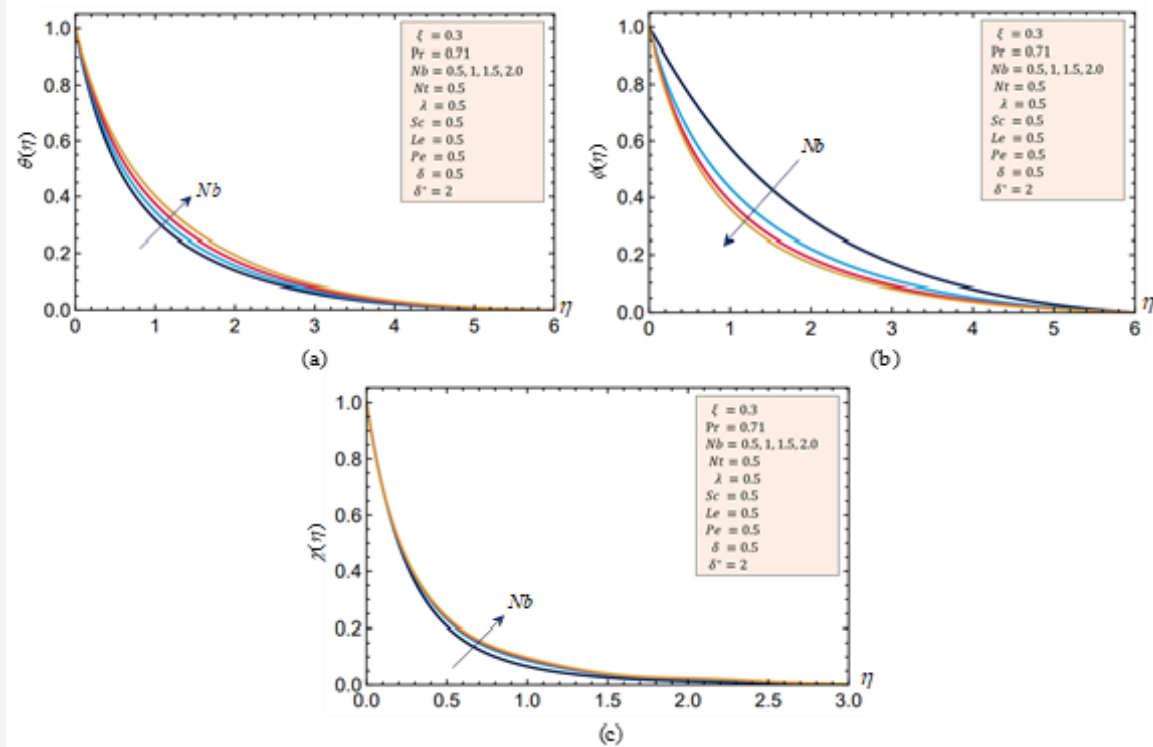 1.0
0.8
0.6
0.4
0.2
0.0
θ(η)
Nb
ξ = 0.3
Pr = 0.71
Nb = 0.5, 1, 1.5, 2.0
Nt = 0.5
λ = 0.5
Sc = 0.5
Le = 0.5
Pe = 0.5
δ = 0.5
δ* = 2
0 1 2 3 4 5 6
η
(a)
1.0
0.8
0.6
0.4
0.2
0.0
ϕ(η)
Nb
ξ = 0.3
Pr = 0.71
Nb = 0.5, 1, 1.5, 2.0
Nt = 0.5
λ = 0.5
Sc = 0.5
Le = 0.5
Pe = 0.5
δ = 0.5
δ* = 2
0 1 2 3 4 5 6
η
(b)
1.0
0.8
0.6
0.4
0.2
0.0
χ(η)
Nb
ξ = 0.3
Pr = 0.71
Nb = 0.5, 1, 1.5, 2.0
Nt = 0.5
λ = 0.5
Sc = 0.5
Le = 0.5
Pe = 0.5
δ = 0.5
δ* = 2
0.0 0.5 1.0 1.5 2.0 2.5 3.0
η
(c)